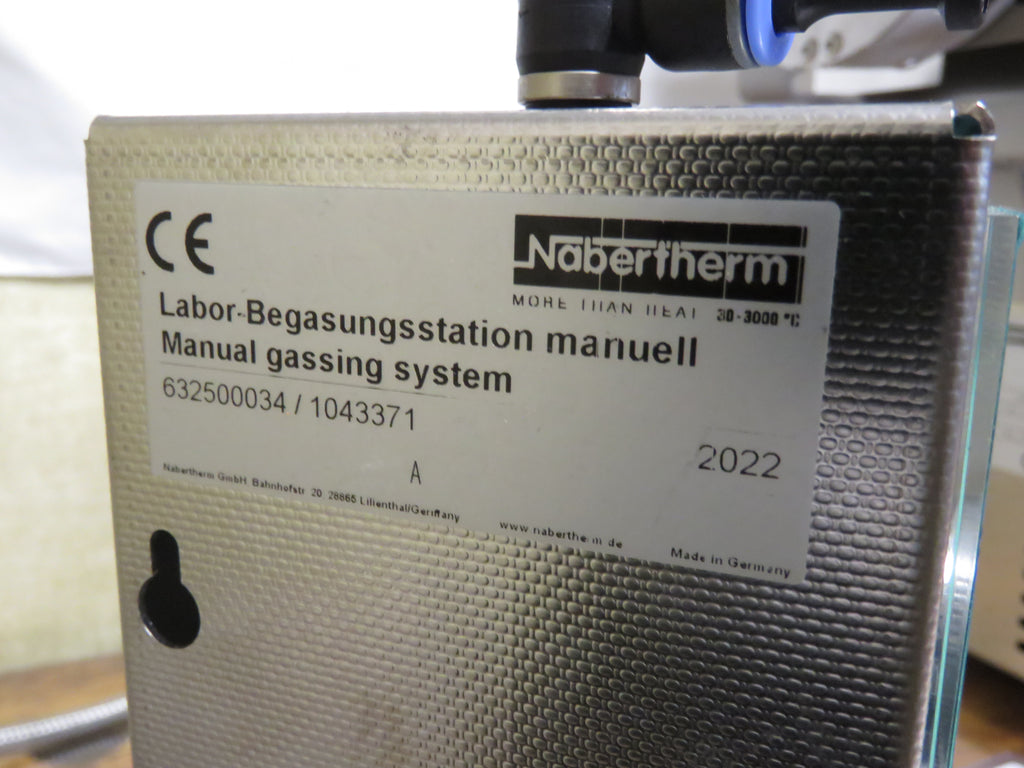 CE
Nabertherm
MORE THAN HEAT 30-3000 °C
Labor-Begasungsstation manuell
Manual gassing system
632500034 / 1043371
A
2022
Nabertherm GmbH Bahnhofstr. 20, 28865 Lilienthal/Germany
www.nabertherm.de
Made in Germany